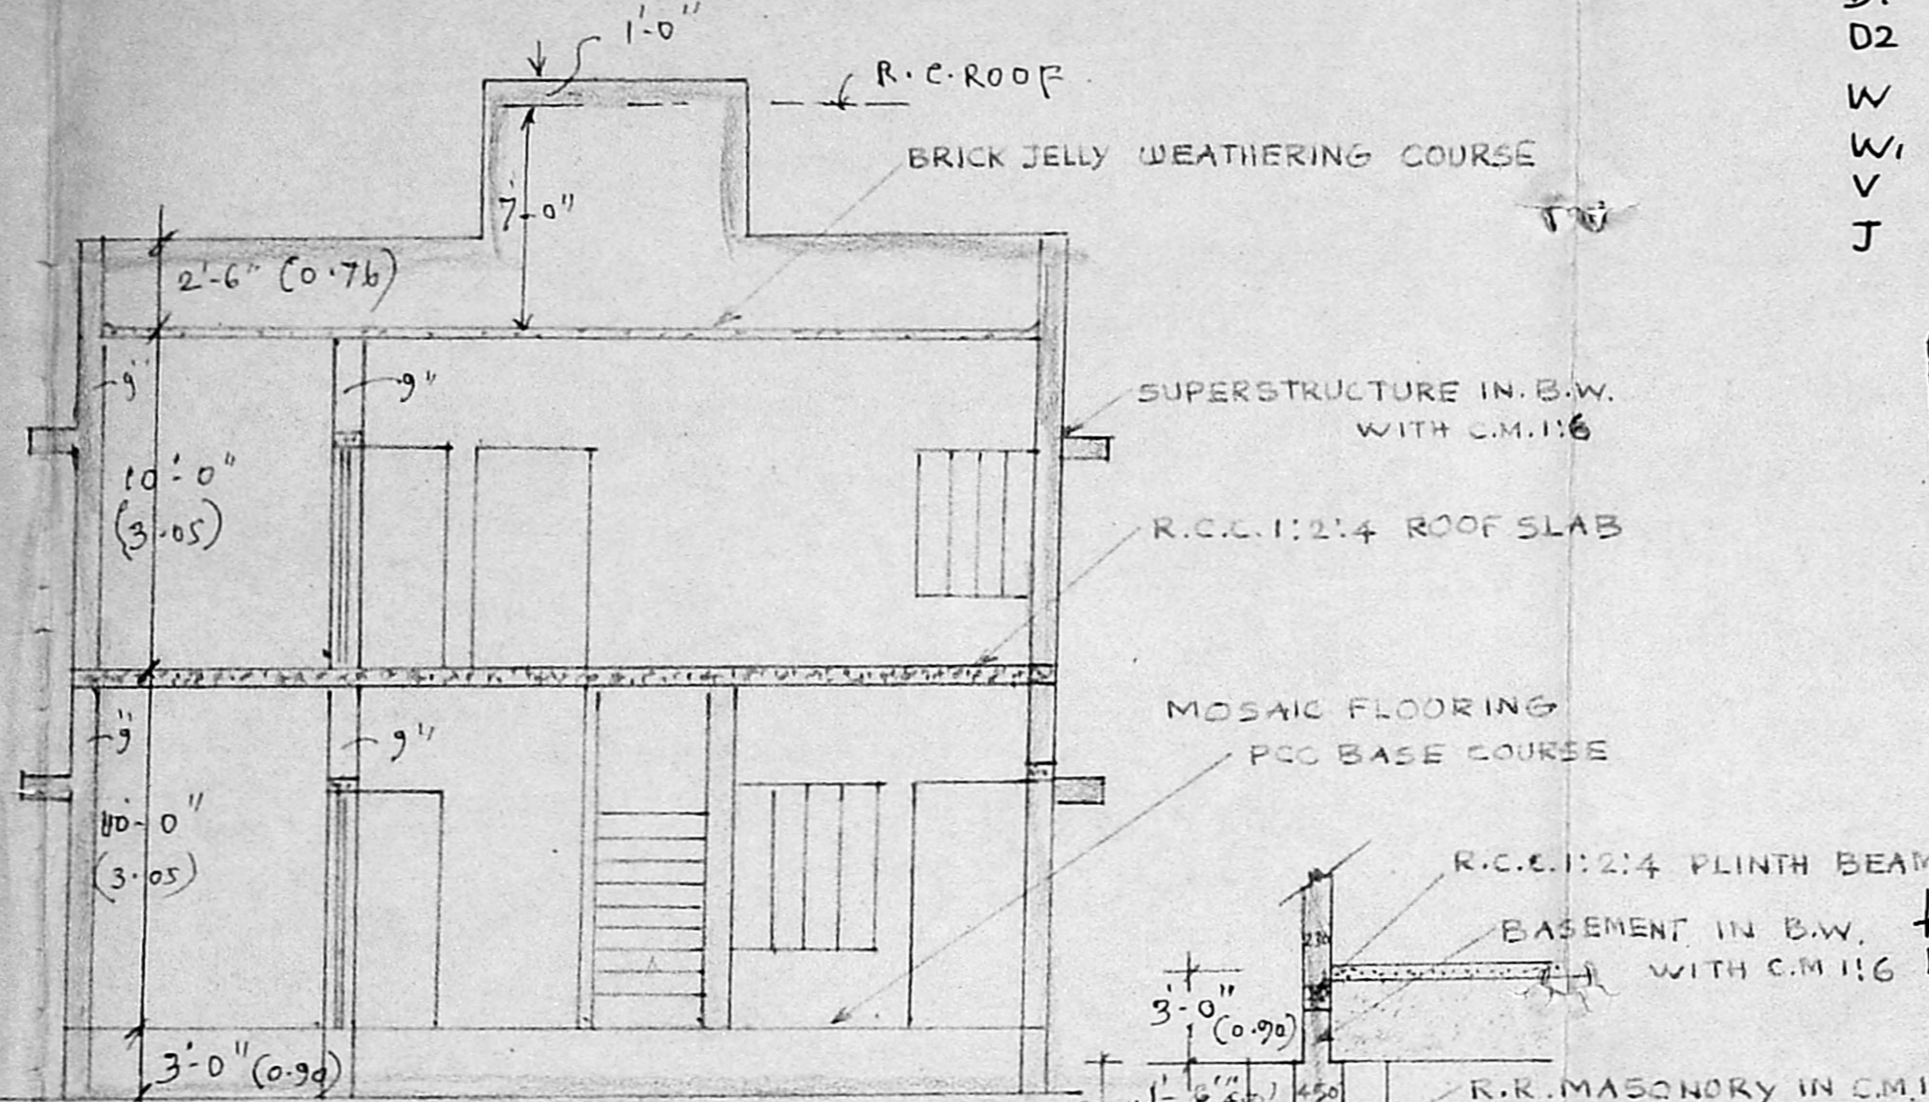 1'-0"
R.C.ROOF
D2
W
BRICK JELLY WEATHERING COURSE
W1
V
7'-0"
J
2'-6" (0.76)
9"
9"
SUPERSTRUCTURE IN. B.W.
WITH C.M.1:6
10'-0"
(3.05)
R.C.C.1:2:4 ROOF SLAB
MOSAIC FLOORING
9"
9"
PCC BASE COURSE
10'-0"
(3.05)
R.C.C.1:2:4 PLINTH BEAM
BASEMENT IN B.W.
230
WITH C.M 1:6
3'-0"
(0.90)
3'-0" (0.90)
450
R.R.MASONORY IN C.M.1